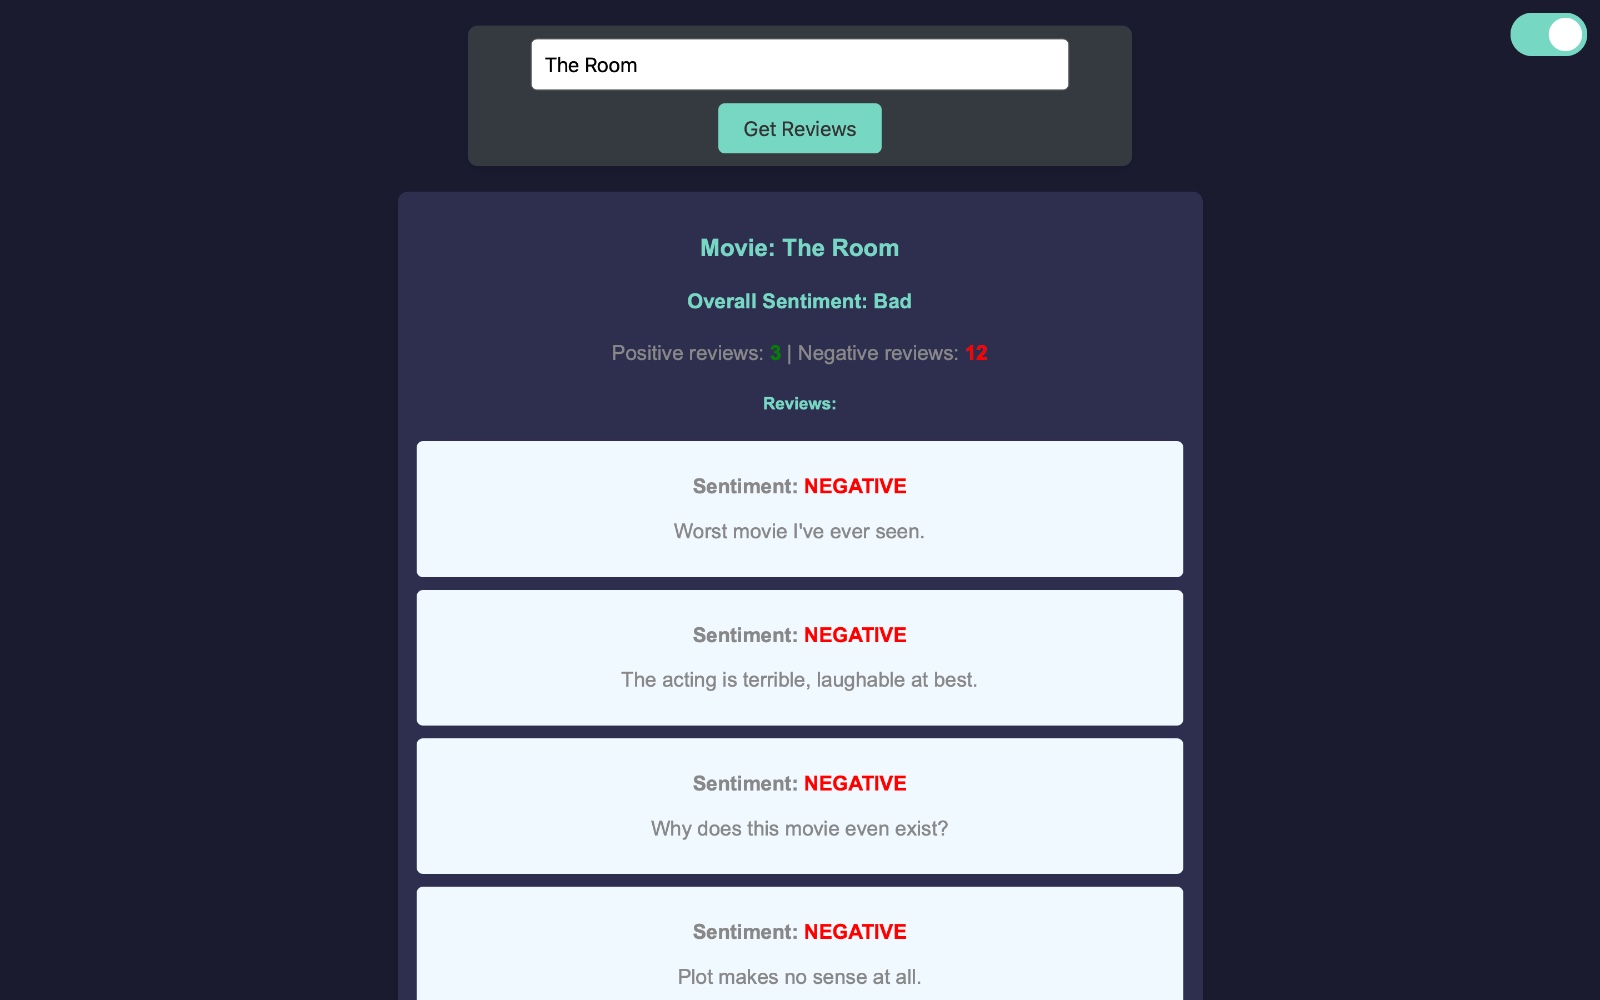 The Room
Get Reviews
Movie: The Room
Overall Sentiment: Bad
Positive reviews: 3 | Negative reviews: 12
Reviews:
Sentiment: NEGATIVE
Worst movie I've ever seen.
Sentiment: NEGATIVE
The acting is terrible, laughable at best.
Sentiment: NEGATIVE
Why does this movie even exist?
Sentiment: NEGATIVE
Plot makes no sense at all.